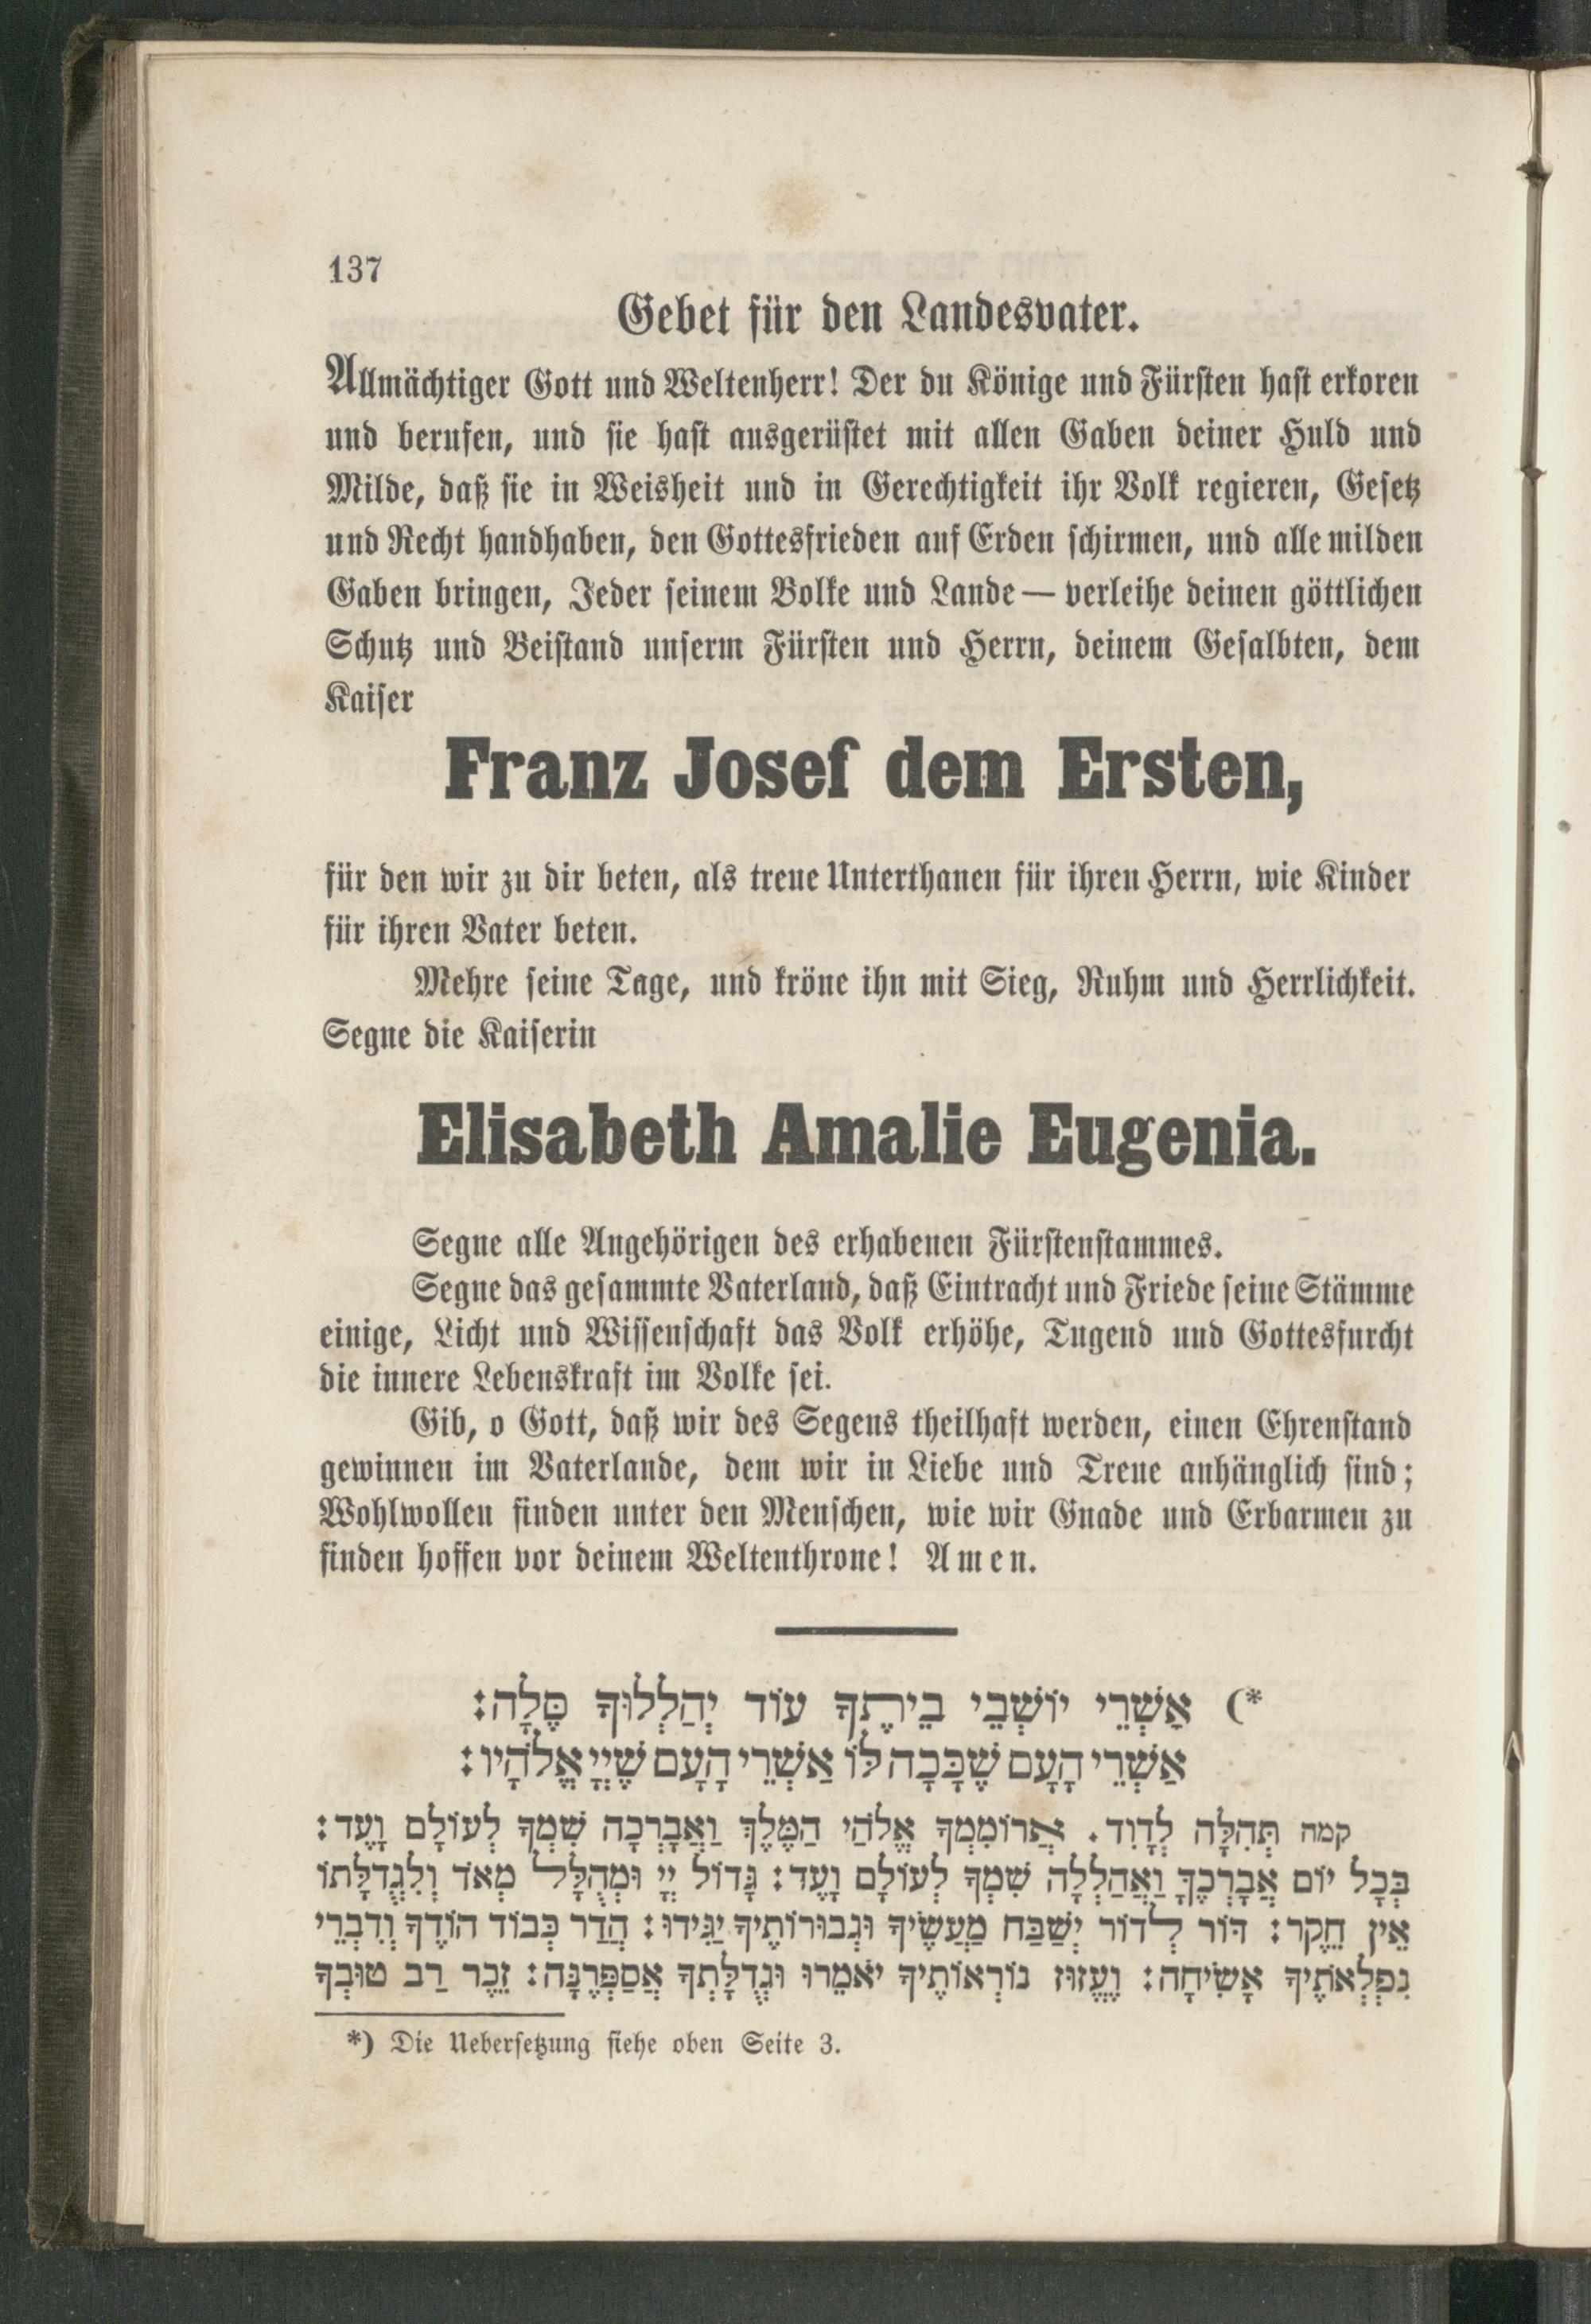 137
Gebet für den Landesvater.
Allmächtiger Gott und Weltenherr! Der du Könige und Fürsten hast erkoren
und berufen, und sie hast ausgerüstet mit allen Gaben deiner Huld und
Milde, daß sie in Weisheit und in Gerechtigkeit ihr Volk regieren, Gesetz
und Recht handhaben, den Gottesfrieden auf Erden schirmen, und alle milden
Gaben bringen, Jeder seinem Volke und Lande — verleihe deinen göttlichen
Schutz und Beistand unserm Fürsten und Herrn, deinem Gesalbten, dem
Kaiser
Franz Josef dem Ersten,
für den wir zu dir beten, als treue Unterthanen für ihren Herrn, wie Kinder
für ihren Vater beten.
Mehre seine Tage, und kröne ihn mit Sieg, Ruhm und Herrlichkeit.
Segne die Kaiserin
Elisabeth Amalie Eugenia.
Segne alle Angehörigen des erhabenen Fürstenstammes.
Segne das gesammte Vaterland, daß Eintracht und Friede seine Stämme
einige, Licht und Wissenschaft das Volk erhöhe, Tugend und Gottesfurcht
die innere Lebenskraft im Volke sei.
Gib, o Gott, daß wir des Segens theilhaft werden, einen Ehrenstand
gewinnen im Vaterlande, dem wir in Liebe und Treue anhänglich sind;
Wohlwollen finden unter den Menschen, wie wir Gnade und Erbarmen zu
finden hoffen vor deinem Weltenthrone! Amen.
*) אַשְׁרֵי יוֹשְׁבֵי בֵיתֶךָ עוֹד יְהַלְלוּךָ סֶּלָה:
אַשְׁרֵי הָעָם שֶׁכָּכָה לּוֹ אַשְׁרֵי הָעָם שֶׁיְיָ אֱלֹהָיו:
קמה תְּהִלָּה לְדָוִד. אֲרוֹמִמְךָ אֱלֹהַי הַמֶּלֶךְ וַאֲבָרְכָה שִׁמְךָ לְעוֹלָם וָעֶד:
בְּכָל יוֹם אֲבָרְכֶךָּ וַאֲהַלְלָה שִׁמְךָ לְעוֹלָם וָעֶד: גָּדוֹל יְיָ וּמְהֻלָּל מְאֹד וְלִגְדֻלָּתוֹ
אֵין חֵקֶר: דּוֹר לְדוֹר יְשַׁבַּח מַעֲשֶׂיךָ וּגְבוּרוֹתֶיךָ יַגִּידוּ: הֲדַר כְּבוֹד הוֹדֶךָ וְדִבְרֵי
נִפְלְאֹתֶיךָ אָשִׂיחָה: וֶעֱזוּז נוֹרְאוֹתֶיךָ יֹאמֵרוּ וּגְדֻלָּתְךָ אֲסַפְּרֶנָּה: זֵכֶר רַב טוּבְךָ
*) Die Uebersetzung siehe oben Seite 3.